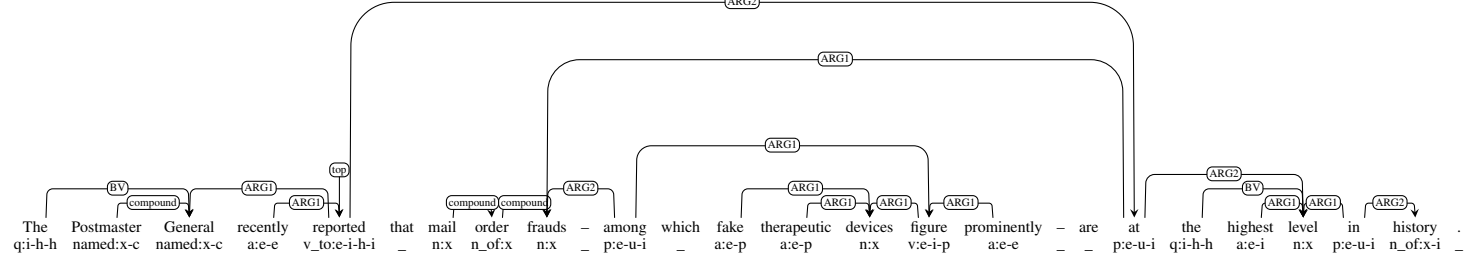 ARG2
ARG1
ARG1
top
ARG2
BV ARG1 ARG2 ARG1 BV
compound ARG1 compound compound ARG1 ARG1 ARG1 ARG1 ARG1 ARG2
The Postmaster General recently reported that mail order frauds – among which fake therapeutic devices figure prominently – are at the highest level in history .
q:i-h-h named:x-c named:x-c a:e-e v_to:e-i-h-i _ n:x n_of:x n:x _ p:e-u-i _ a:e-p a:e-p n:x v:e-i-p a:e-e _ _ p:e-u-i q:i-h-h a:e-i n:x p:e-u-i n_of:x-i _